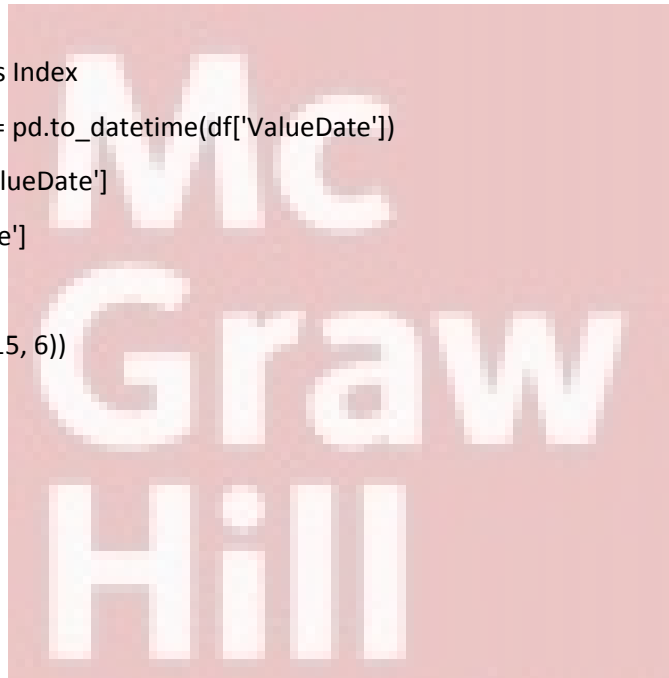 s Index
= pd.to_datetime(df['ValueDate'])
lueDate']
e']
15, 6))
Mc
Graw
Hill